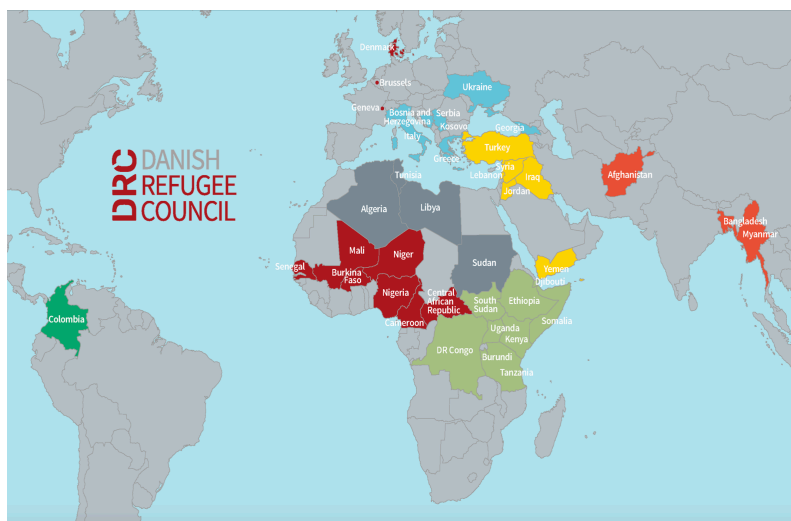 Denmark
Brussels
Ukraine
Geneva
Bosnia and
Herzegovina
Serbia
Kosovo
Georgia
Italy
Turkey
Greece
Syria
DRC
DANISH
REFUGEE
COUNCIL
Tunisia
Lebanon
Iraq
Afghanistan
Jordan
Algeria
Libya
Bangladesh
Myanmar
Mali
Niger
Sudan
Senegal
Burkina
Faso
Yemen
Djibouti
Nigeria
Central
African
Republic
South
Sudan
Ethiopia
Colombia
Cameroon
Somalia
Uganda
Kenya
DR Congo
Burundi
Tanzania